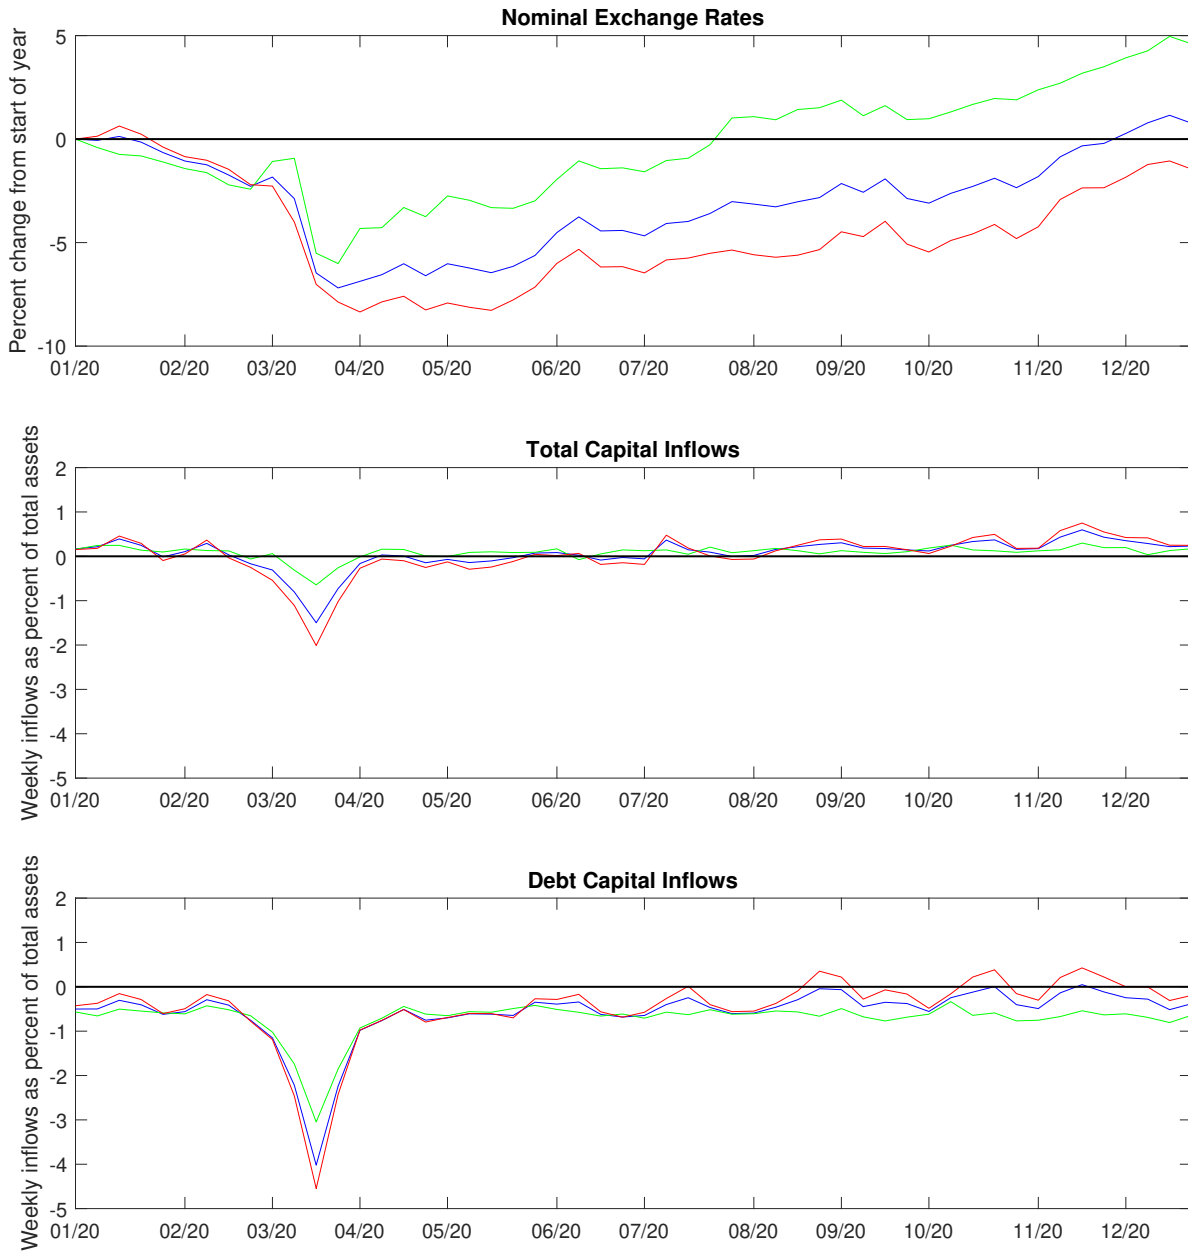 Nominal Exchange Rates
Percent change from start of year
5
0
-5
-10
01/20 02/20 03/20 04/20 05/20 06/20 07/20 08/20 09/20 10/20 11/20 12/20
Total Capital Inflows
Weekly inflows as percent of total assets
2
1
0
-1
-2
-3
-4
-5
01/20 02/20 03/20 04/20 05/20 06/20 07/20 08/20 09/20 10/20 11/20 12/20
Debt Capital Inflows
Weekly inflows as percent of total assets
2
1
0
-1
-2
-3
-4
-5
01/20 02/20 03/20 04/20 05/20 06/20 07/20 08/20 09/20 10/20 11/20 12/20